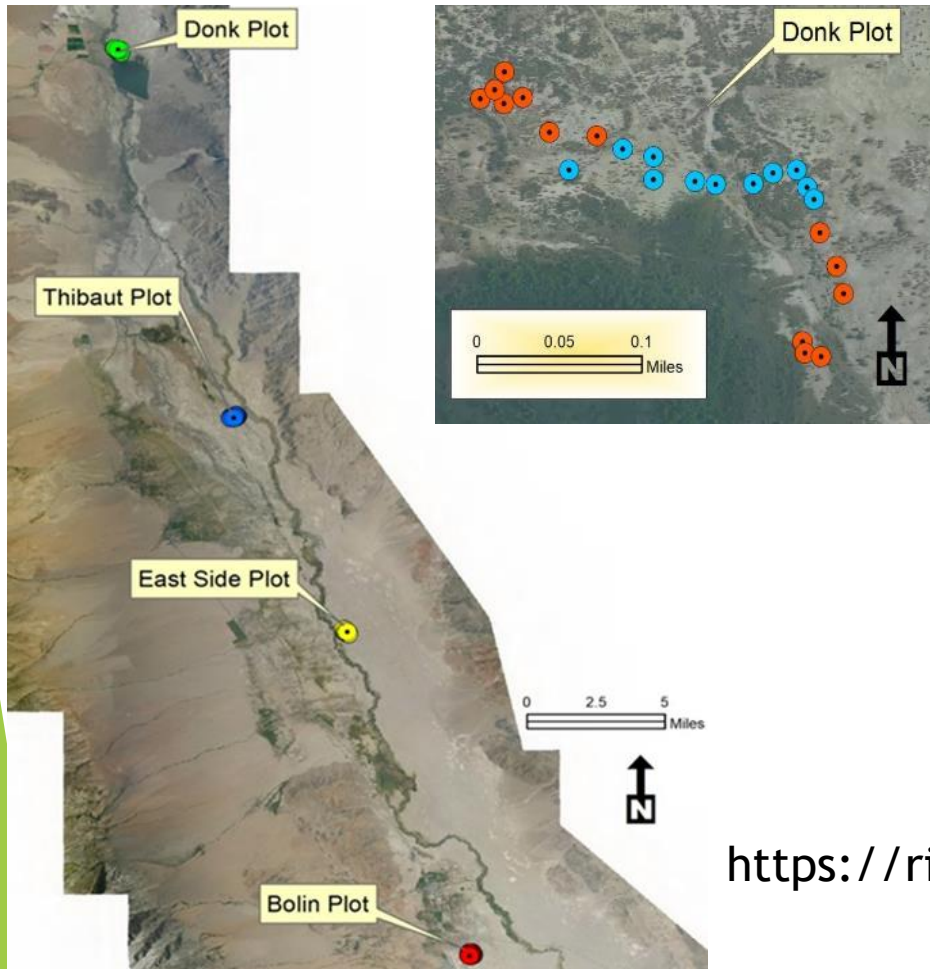 Donk Plot
Thibaut Plot
East Side Plot
Bolin Plot
0 2.5 5
Miles
N
Donk Plot
0 0.05 0.1
Miles
N
https://ri